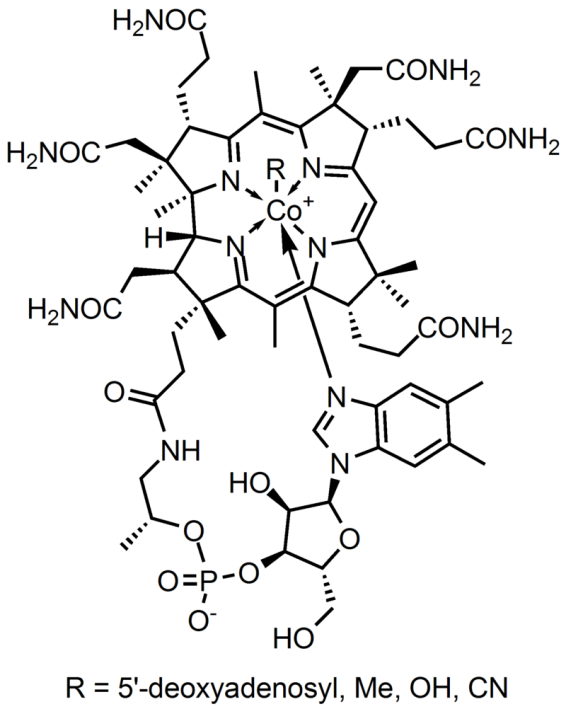 H₂NOC
CONH₂
CONH₂
H₂NOC
R
N
N
Co⁺
H
N
N
H₂NOC
CONH₂
O
N
NH
N
HO
O
O
O=P-O
O⁻
HO
R = 5'-deoxyadenosyl, Me, OH, CN